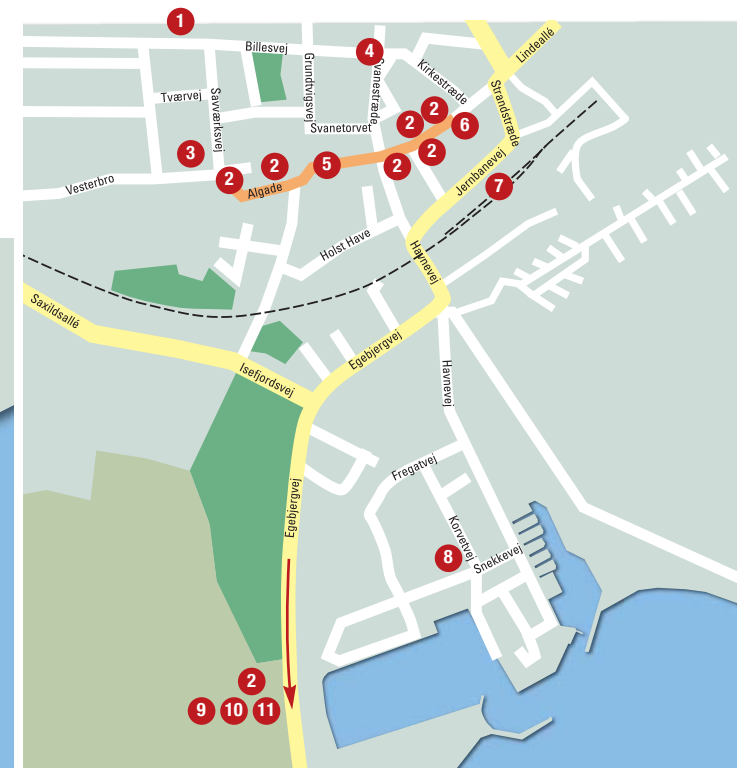 1
Billesvej
4
Lindeallé
Grundtvigsvej
Svanestræde
Kirkestræde
Strandstræde
Tværvej
Savværksvej
2
2
6
Svanetorvet
3
2
2
5
2
2
Jernbanevej
Vesterbro
Algade
7
Holst Have
Havnevej
Saxildsallé
Egebjergvej
Isefjordsvej
Havnevej
Fregatvej
Egebjergvej
Korvetvej
8
Snekkevej
2
9
10
11